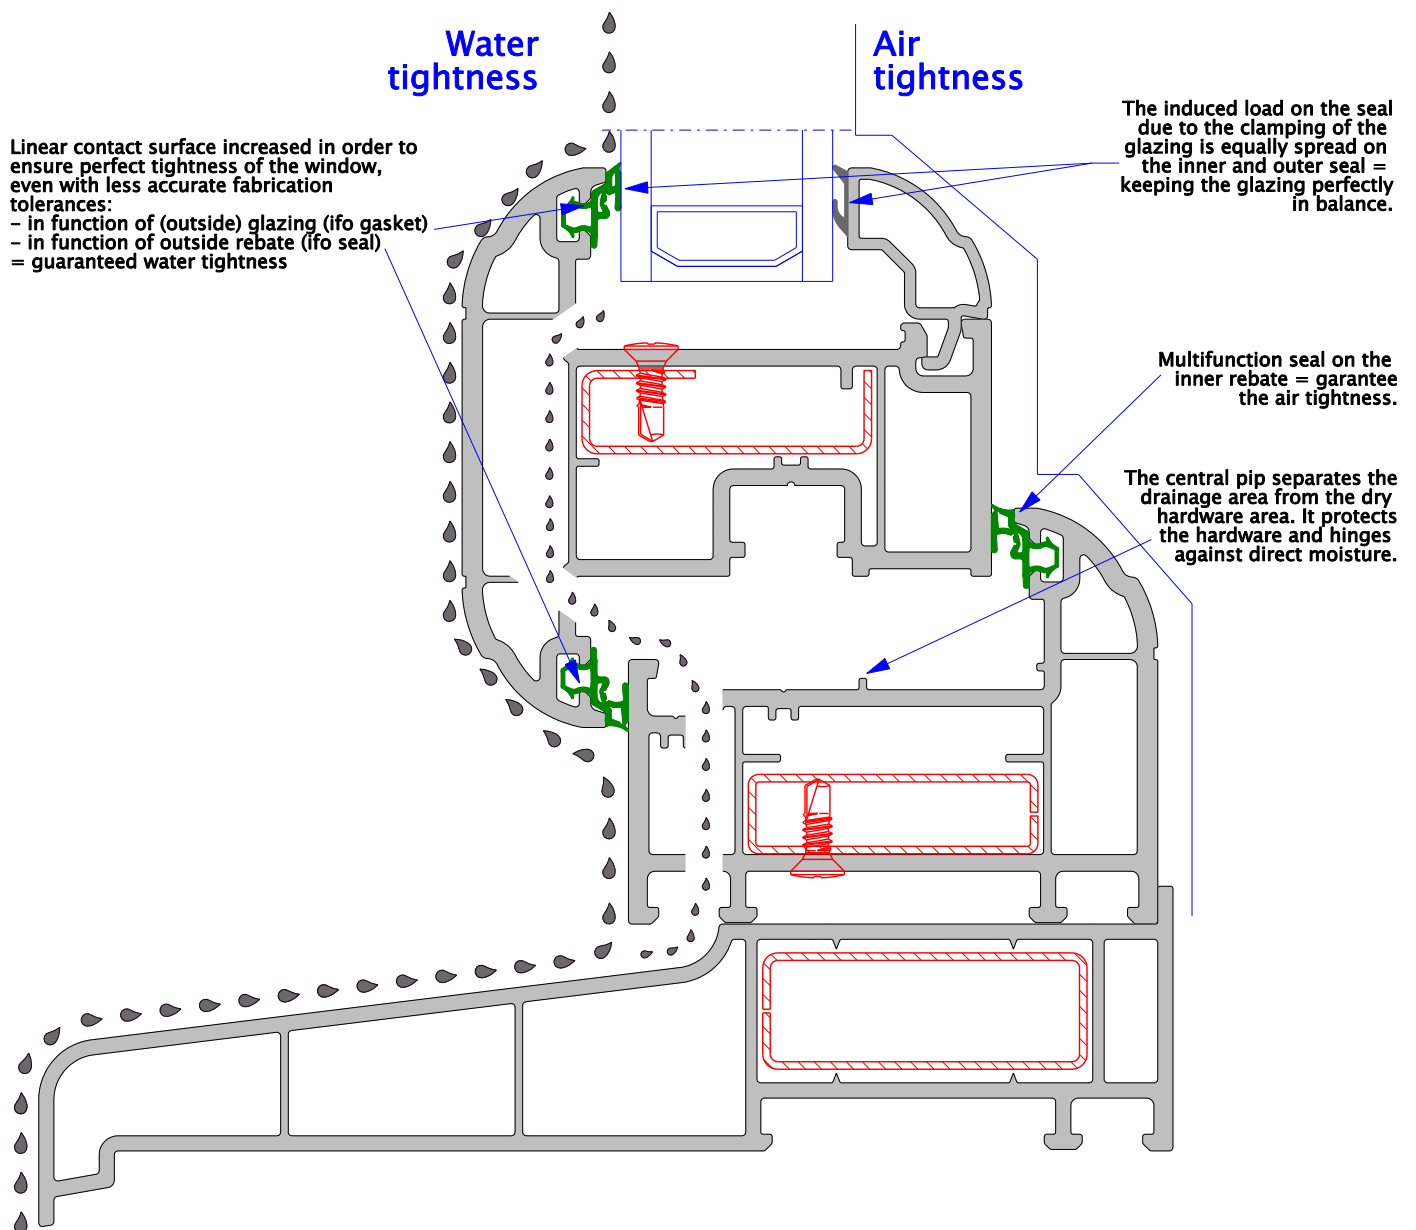 Water
tightness
Air
tightness
Linear contact surface increased in order to
ensure perfect tightness of the window,
even with less accurate fabrication
tolerances:
– in function of (outside) glazing (ifo gasket)
– in function of outside rebate (ifo seal)
= guaranteed water tightness
The induced load on the seal
due to the clamping of the
glazing is equally spread on
the inner and outer seal =
keeping the glazing perfectly
in balance.
Multifunction seal on the
inner rebate = garantee
the air tightness.
The central pip separates the
drainage area from the dry
hardware area. It protects
the hardware and hinges
against direct moisture.